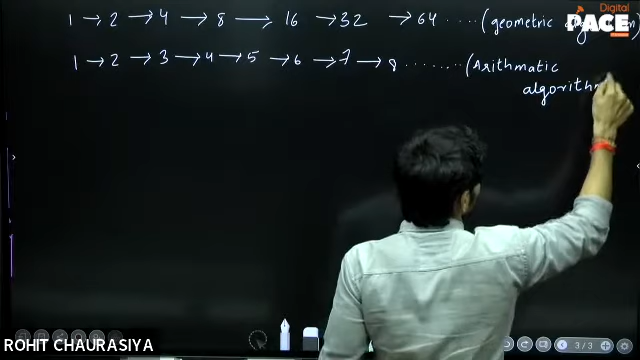 1 → 2 → 4 → 8 → 16 → 32 → 64 .... (geometric
1 → 2 → 3 → 4 → 5 → 6 → 7 → 8 ........ (Arithmatic
algorithm
Digital
PACE
3 / 3
ROHIT CHAURASIYA